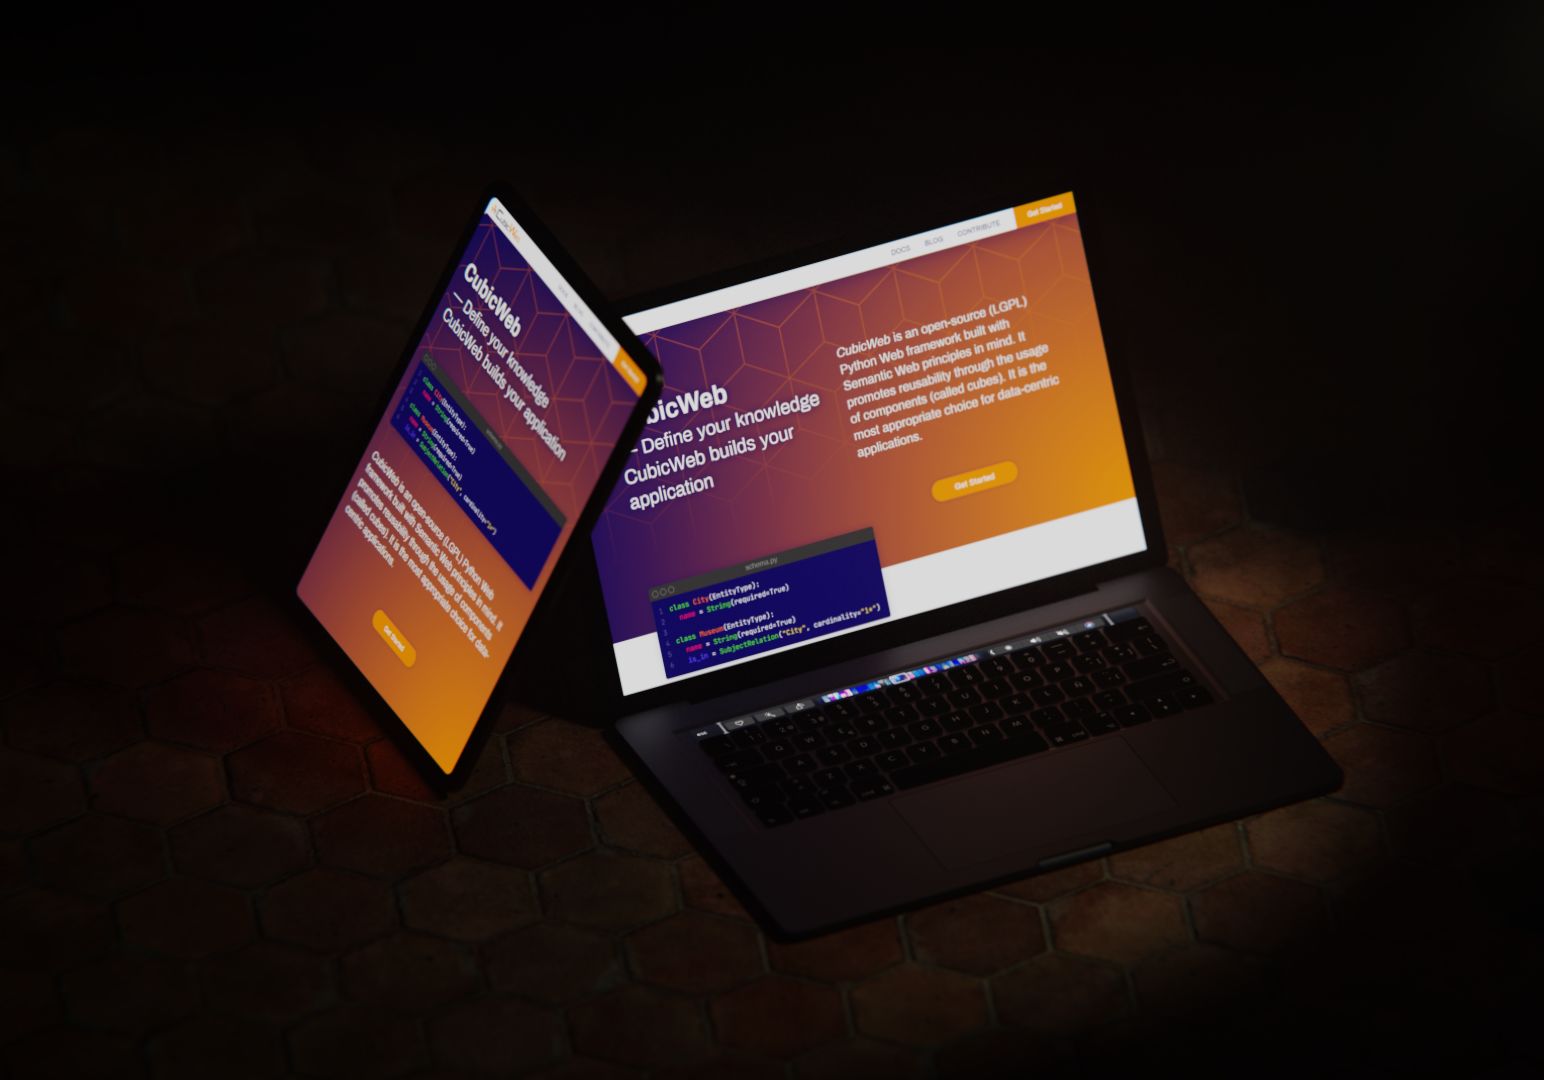 CubicWeb
CubicWeb
— Define your knowledge
CubicWeb builds your application
class City(EntityType):
name = String(required=True)
class Museum(EntityType):
name = String(required=True)
is_in = SubjectRelation("City", cardinality="1*")
CubicWeb is an open-source (LGPL) Python Web
framework built with Semantic Web principles in mind. It
promotes reusability through the usage of components
(called cubes). It is the most appropriate choice for data-
centric applications.
Get Started
DOCS BLOG CONTRIBUTE Get Started
bicWeb
– Define your knowledge
CubicWeb builds your
application
CubicWeb is an open-source (LGPL)
Python Web framework built with
Semantic Web principles in mind. It
promotes reusability through the usage
of components (called cubes). It is the
most appropriate choice for data-centric
applications.
Get Started
schema.py
1 class City(EntityType):
2 name = String(required=True)
3
4 class Museum(EntityType):
5 name = String(required=True)
6 is_in = SubjectRelation("City", cardinality="1*")
esc